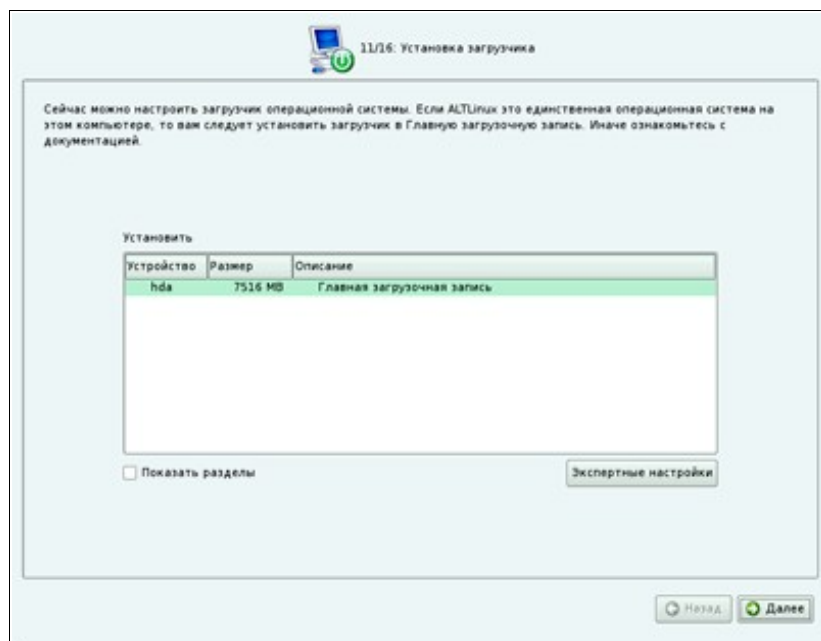 11/16: Установка загрузчика
Сейчас можно настроить загрузчик операционной системы. Если ALTLinux это единственная операционная система на
этом компьютере, то вам следует установить загрузчик в Главную загрузочную запись. Иначе ознакомьтесь с
документацией.
Установить
Устройство Размер Описание
hda 7516 MB Главная загрузочная запись
Показать разделы Экспертные настройки
Назад Далее